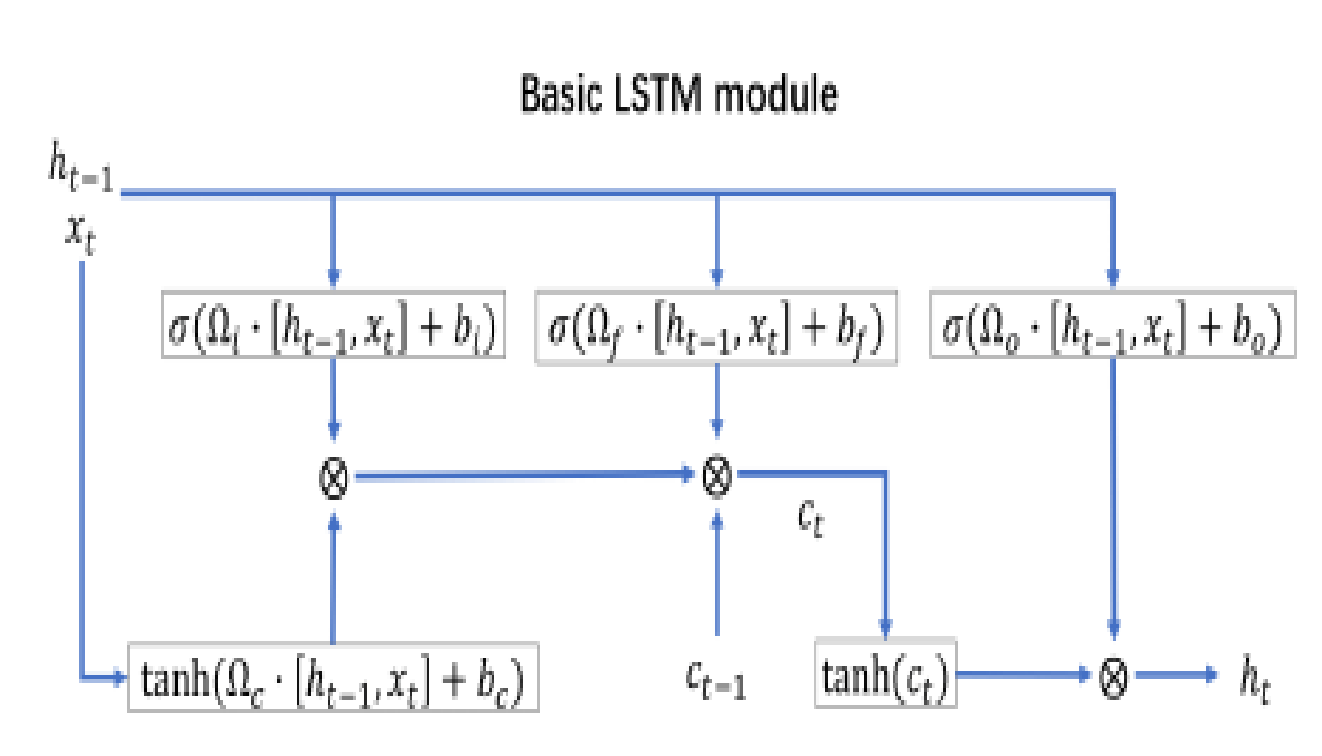 Basic LSTM module
h_{t−1}
x_t
σ(Ω_i · [h_{t−1}, x_t] + b_i)
σ(Ω_f · [h_{t−1}, x_t] + b_f)
σ(Ω_o · [h_{t−1}, x_t] + b_o)
⊗
⊗
c_t
tanh(Ω_c · [h_{t−1}, x_t] + b_c)
c_{t−1}
tanh(c_t)
⊗
h_t